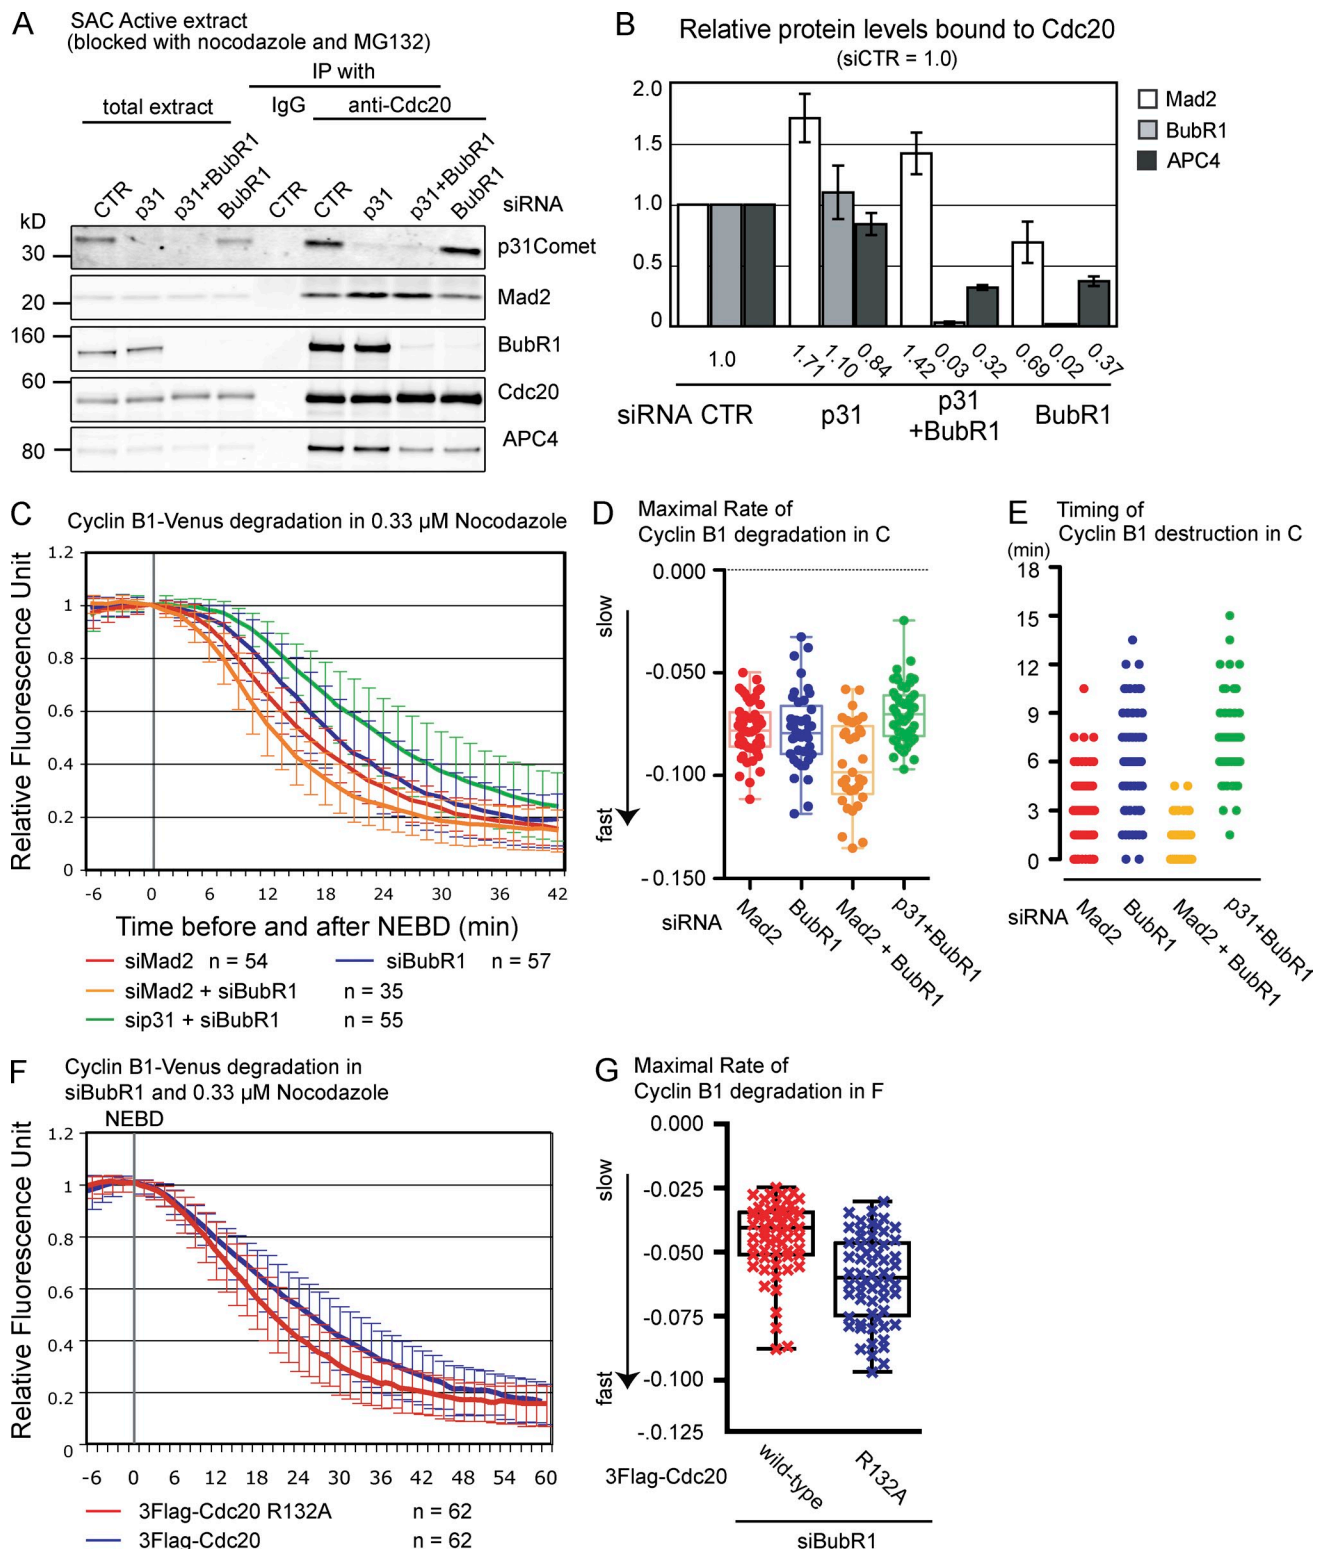 A
SAC Active extract
(blocked with nocodazole and MG132)
IP with
total extract
IgG
anti-Cdc20
CTR
p31
p31+BubR1
BubR1
CTR
CTR
p31
p31+BubR1
BubR1
siRNA
kD
30
p31Comet
20
Mad2
160
BubR1
60
Cdc20
80
APC4
B
Relative protein levels bound to Cdc20
(siCTR = 1.0)
2.0
1.5
1.0
0.5
0
Mad2
BubR1
APC4
1.0
1.71
1.10
0.84
1.42
0.03
0.32
0.69
0.02
0.37
siRNA CTR
p31
p31
+BubR1
BubR1
C
Cyclin B1-Venus degradation in 0.33 µM Nocodazole
Relative Fluorescence Unit
1.2
1
0.8
0.6
0.4
0.2
0
-6 0 6 12 18 24 30 36 42
Time before and after NEBD (min)
siMad2 n = 54
siBubR1 n = 57
siMad2 + siBubR1 n = 35
sip31 + siBubR1 n = 55
D
Maximal Rate of
Cyclin B1 degradation in C
slow
fast
0.000
-0.050
-0.100
-0.150
siRNA
Mad2
BubR1
Mad2 + BubR1
p31+BubR1
E
Timing of
Cyclin B1 destruction in C
(min)
18
15
12
9
6
3
0
siRNA
Mad2
BubR1
Mad2 + BubR1
p31+BubR1
F
Cyclin B1-Venus degradation in
siBubR1 and 0.33 µM Nocodazole
NEBD
Relative Fluorescence Unit
1.2
1
0.8
0.6
0.4
0.2
0
-6 0 6 12 18 24 30 36 42 48 54 60
3Flag-Cdc20 R132A n = 62
3Flag-Cdc20 n = 62
G
Maximal Rate of
Cyclin B1 degradation in F
slow
fast
0.000
-0.025
-0.050
-0.075
-0.100
-.0.125
3Flag-Cdc20
wild-type
R132A
siBubR1